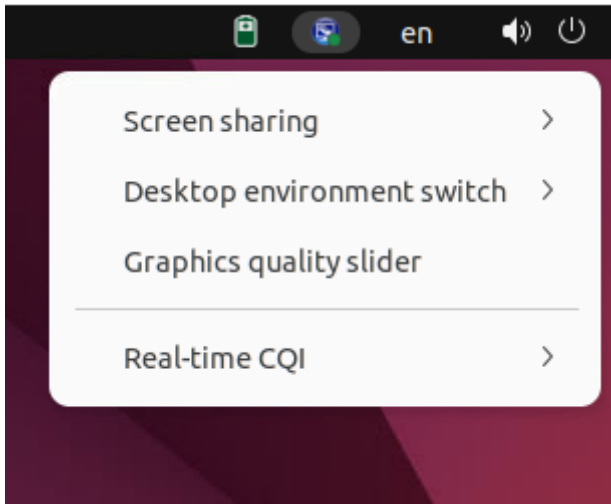 en
Screen sharing
Desktop environment switch
Graphics quality slider
Real-time CQI